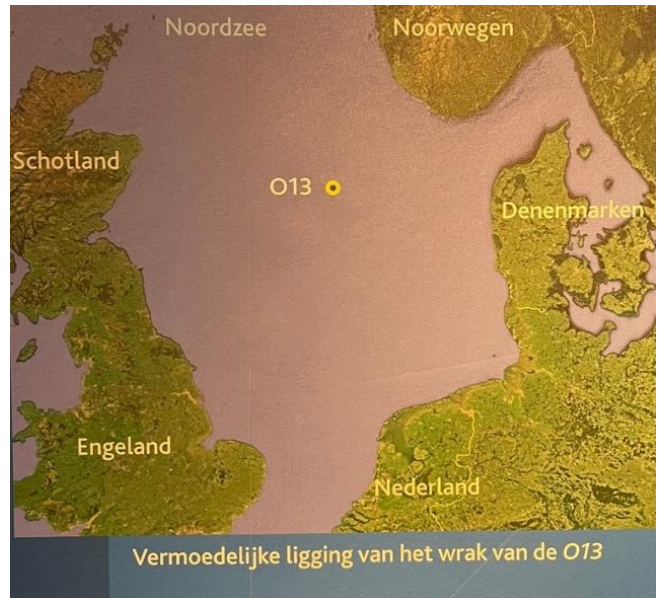 Noordzee
Noorwegen
Schotland
O13
Denenmarken
Engeland
Nederland
Vermoedelijke ligging van het wrak van de O13